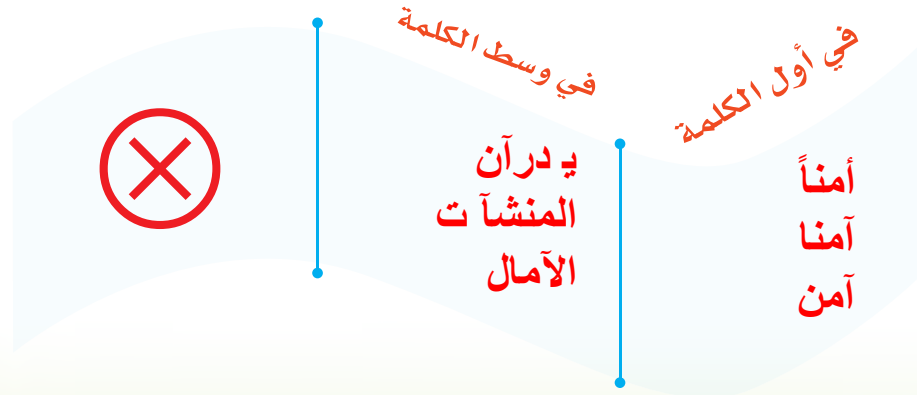 في أول الكلمة
أمناً
آمنا
آمن
في وسط الكلمة
يـ درآن
المنشآ ت
الآمال